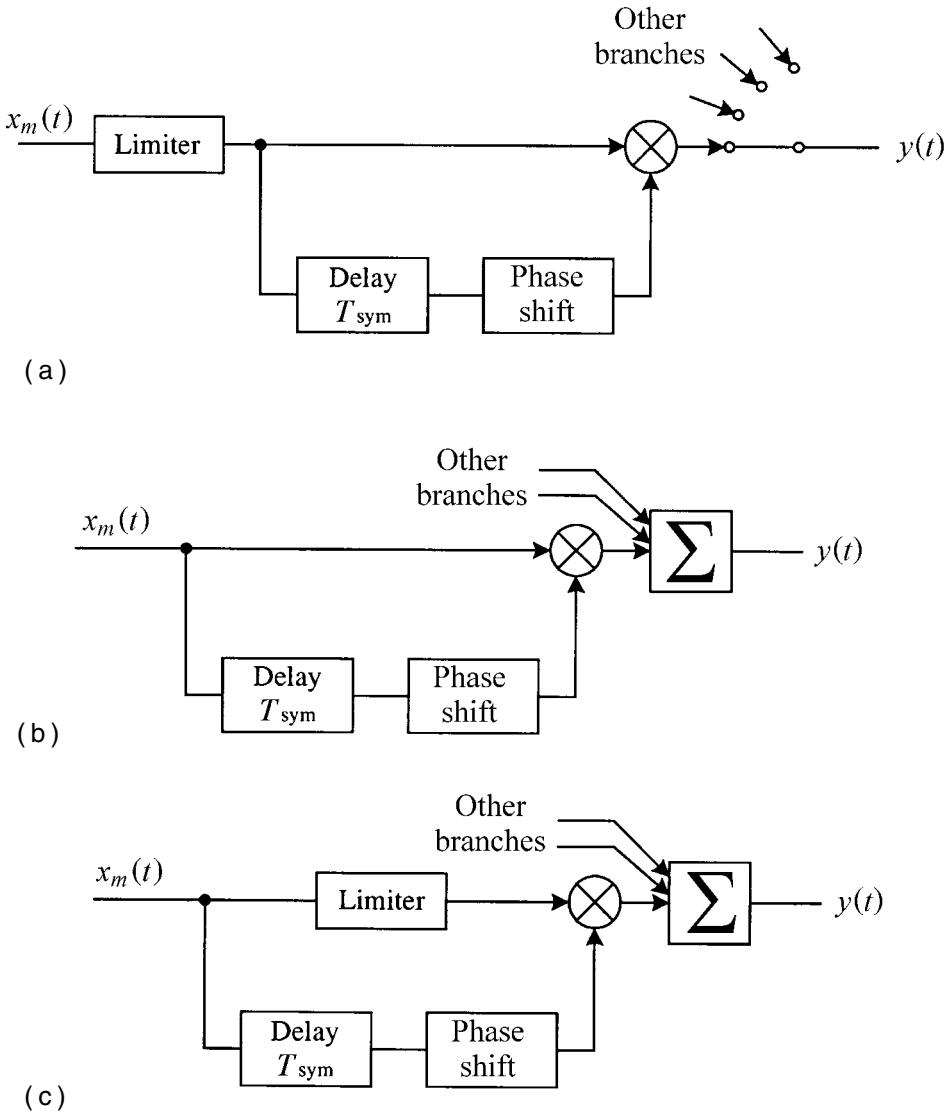 Other
branches
x_m(t)
Limiter
y(t)
Delay
T_sym
Phase
shift
(a)
Other
branches
x_m(t)
Σ
y(t)
Delay
T_sym
Phase
shift
(b)
Other
branches
x_m(t)
Limiter
Σ
y(t)
Delay
T_sym
Phase
shift
(c)